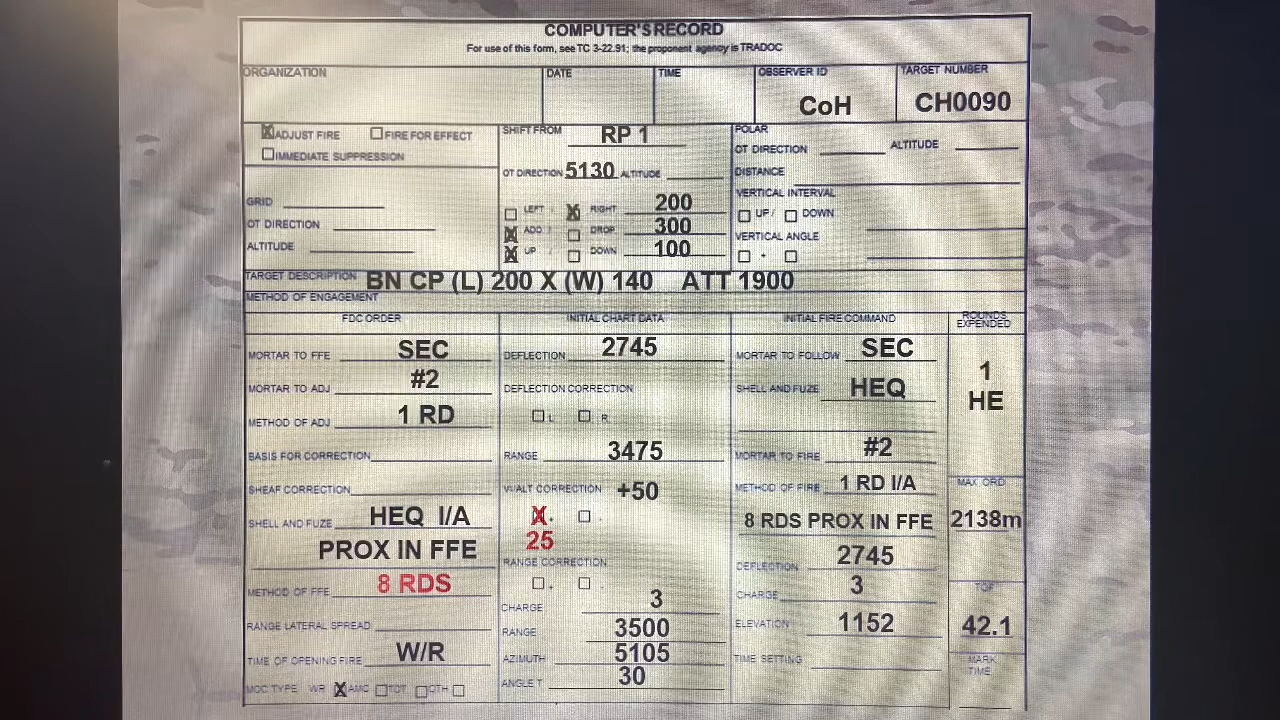 COMPUTER'S RECORD
For use of this form, see TC 3-22.91; the proponent agency is TRADOC
ORGANIZATION DATE TIME OBSERVER ID TARGET NUMBER
CoH CH0090
X ADJUST FIRE FIRE FOR EFFECT
IMMEDIATE SUPPRESSION
GRID
OT DIRECTION
ALTITUDE
SHIFT FROM RP 1
OT DIRECTION 5130 ALTITUDE
LEFT / X RIGHT 200
X ADD / DROP 300
X UP / DOWN 100
POLAR
OT DIRECTION ALTITUDE
DISTANCE
VERTICAL INTERVAL
UP / DOWN
VERTICAL ANGLE
+ -
TARGET DESCRIPTION BN CP (L) 200 X (W) 140 ATT 1900
METHOD OF ENGAGEMENT
FDC ORDER
MORTAR TO FFE SEC
MORTAR TO ADJ #2
METHOD OF ADJ 1 RD
BASIS FOR CORRECTION
SHEAF CORRECTION
SHELL AND FUZE HEQ I/A
PROX IN FFE
METHOD OF FFE 8 RDS
RANGE LATERAL SPREAD
TIME OF OPENING FIRE W/R
MOC TYPE WR X AMC TOT OTH
INITIAL CHART DATA
DEFLECTION 2745
DEFLECTION CORRECTION
L R
RANGE 3475
VI/ALT CORRECTION +50
X
25
RANGE CORRECTION
CHARGE 3
RANGE 3500
AZIMUTH 5105
ANGLE T 30
INITIAL FIRE COMMAND
MORTAR TO FOLLOW SEC
SHELL AND FUZE HEQ
MORTAR TO FIRE #2
METHOD OF FIRE 1 RD I/A
8 RDS PROX IN FFE
DEFLECTION 2745
CHARGE 3
ELEVATION 1152
TIME SETTING
ROUNDS
EXPENDED
1
HE
MAX ORD
2138m
TOF
42.1
MARK
TIME